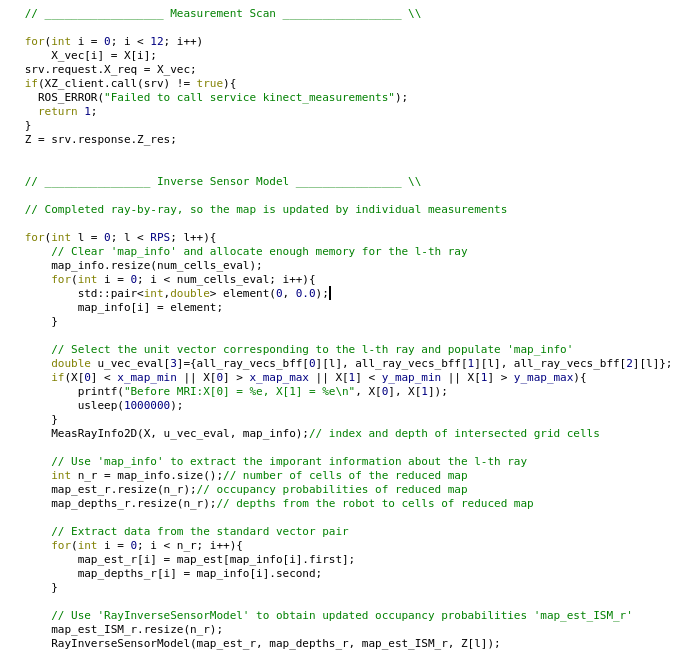 // __________________ Measurement Scan __________________ \\
for(int i = 0; i < 12; i++)
X_vec[i] = X[i];
srv.request.X_req = X_vec;
if(XZ_client.call(srv) != true){
ROS_ERROR("Failed to call service kinect_measurements");
return 1;
}
Z = srv.response.Z_res;
// ________________ Inverse Sensor Model ________________ \\
// Completed ray-by-ray, so the map is updated by individual measurements
for(int l = 0; l < RPS; l++){
// Clear 'map_info' and allocate enough memory for the l-th ray
map_info.resize(num_cells_eval);
for(int i = 0; i < num_cells_eval; i++){
std::pair<int,double> element(0, 0.0);
map_info[i] = element;
}
// Select the unit vector corresponding to the l-th ray and populate 'map_info'
double u_vec_eval[3]={all_ray_vecs_bff[0][l], all_ray_vecs_bff[1][l], all_ray_vecs_bff[2][l]};
if(X[0] < x_map_min || X[0] > x_map_max || X[1] < y_map_min || X[1] > y_map_max){
printf("Before MRI:X[0] = %e, X[1] = %e\n", X[0], X[1]);
usleep(1000000);
}
MeasRayInfo2D(X, u_vec_eval, map_info);// index and depth of intersected grid cells
// Use 'map_info' to extract the imporant information about the l-th ray
int n_r = map_info.size();// number of cells of the reduced map
map_est_r.resize(n_r);// occupancy probabilities of reduced map
map_depths_r.resize(n_r);// depths from the robot to cells of reduced map
// Extract data from the standard vector pair
for(int i = 0; i < n_r; i++){
map_est_r[i] = map_est[map_info[i].first];
map_depths_r[i] = map_info[i].second;
}
// Use 'RayInverseSensorModel' to obtain updated occupancy probabilities 'map_est_ISM_r'
map_est_ISM_r.resize(n_r);
RayInverseSensorModel(map_est_r, map_depths_r, map_est_ISM_r, Z[l]);